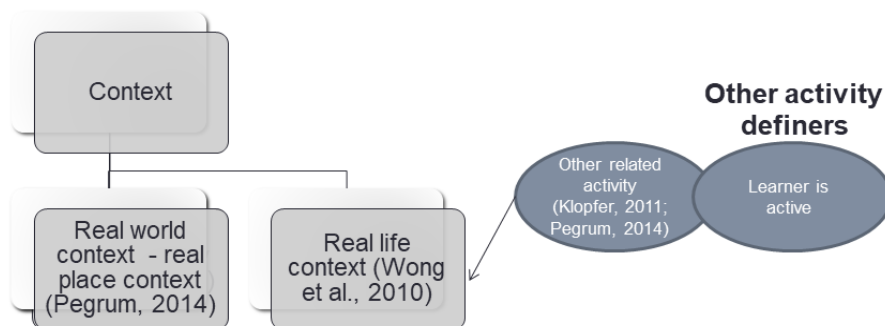 Context
Real world
context - real
place context
(Pegrum, 2014)
Real life
context (Wong
et al., 2010)
Other activity
definers
Other related
activity
(Klopfer, 2011;
Pegrum, 2014)
Learner is
active